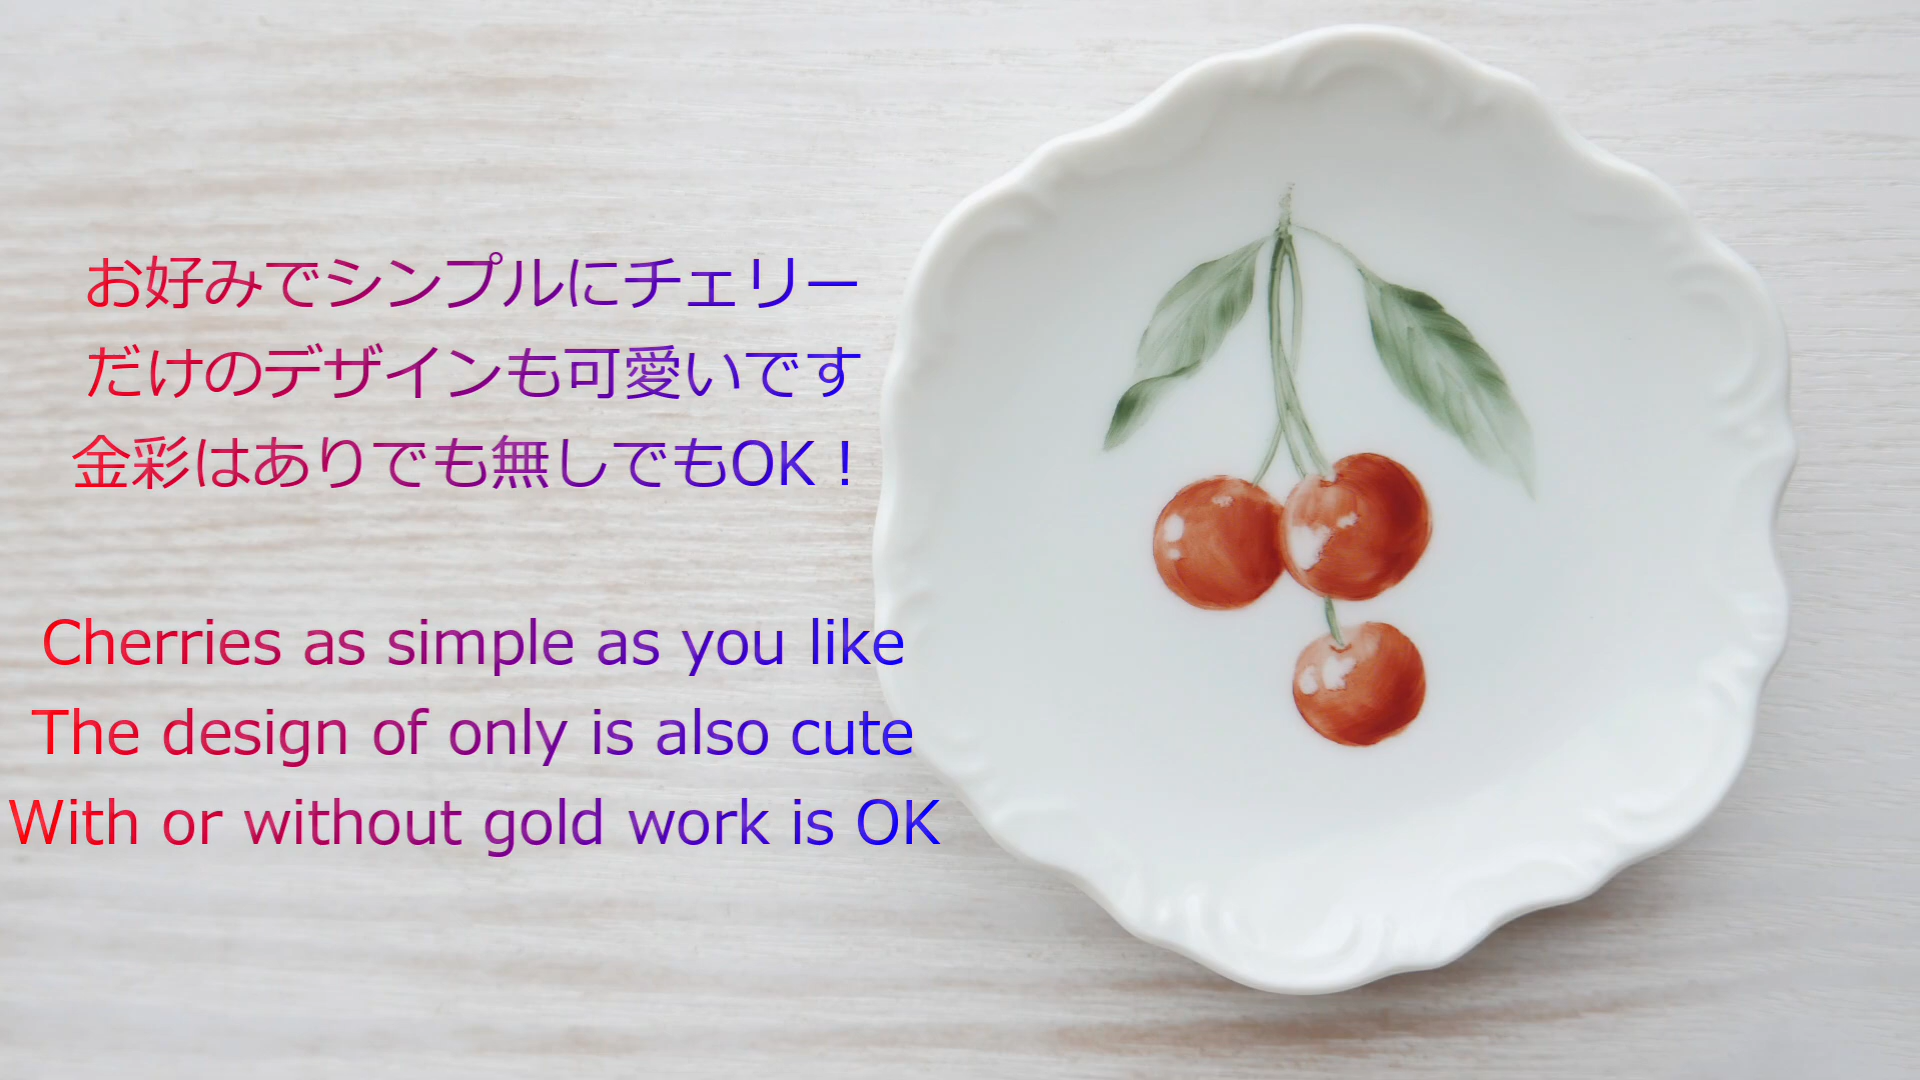 お好みでシンプルにチェリー
だけのデザインも可愛いです
金彩はありでも無しでもOK！
Cherries as simple as you like
The design of only is also cute
With or without gold work is OK